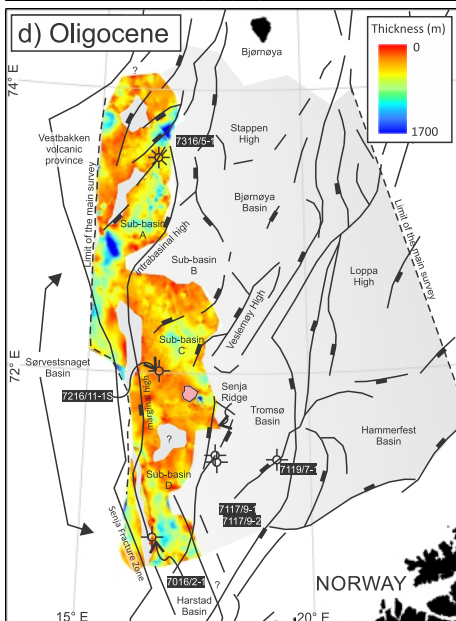 d) Oligocene
Bjørnøya
Thickness (m)
0
1700
74° E
?
7316/5-1
Vestbakken
volcanic
province
Stappen
High
Limit of the main survey
Bjørnøya
Basin
Sub-basin
A
Intrabasinal high
Limit of the main survey
Sub-basin
B
Loppa
High
Veslemøy High
Sørvestsnaget
Basin
72° E
Sub-basin
C
7216/11-1S
marginal high
Senja
Ridge
Tromsø
Basin
Hammerfest
Basin
?
7119/7-1
Sub-basin
D
7117/9-1
7117/9-2
Senja Fracture Zone
7016/2-1
?
NORWAY
Harstad
Basin
15° E
20° E